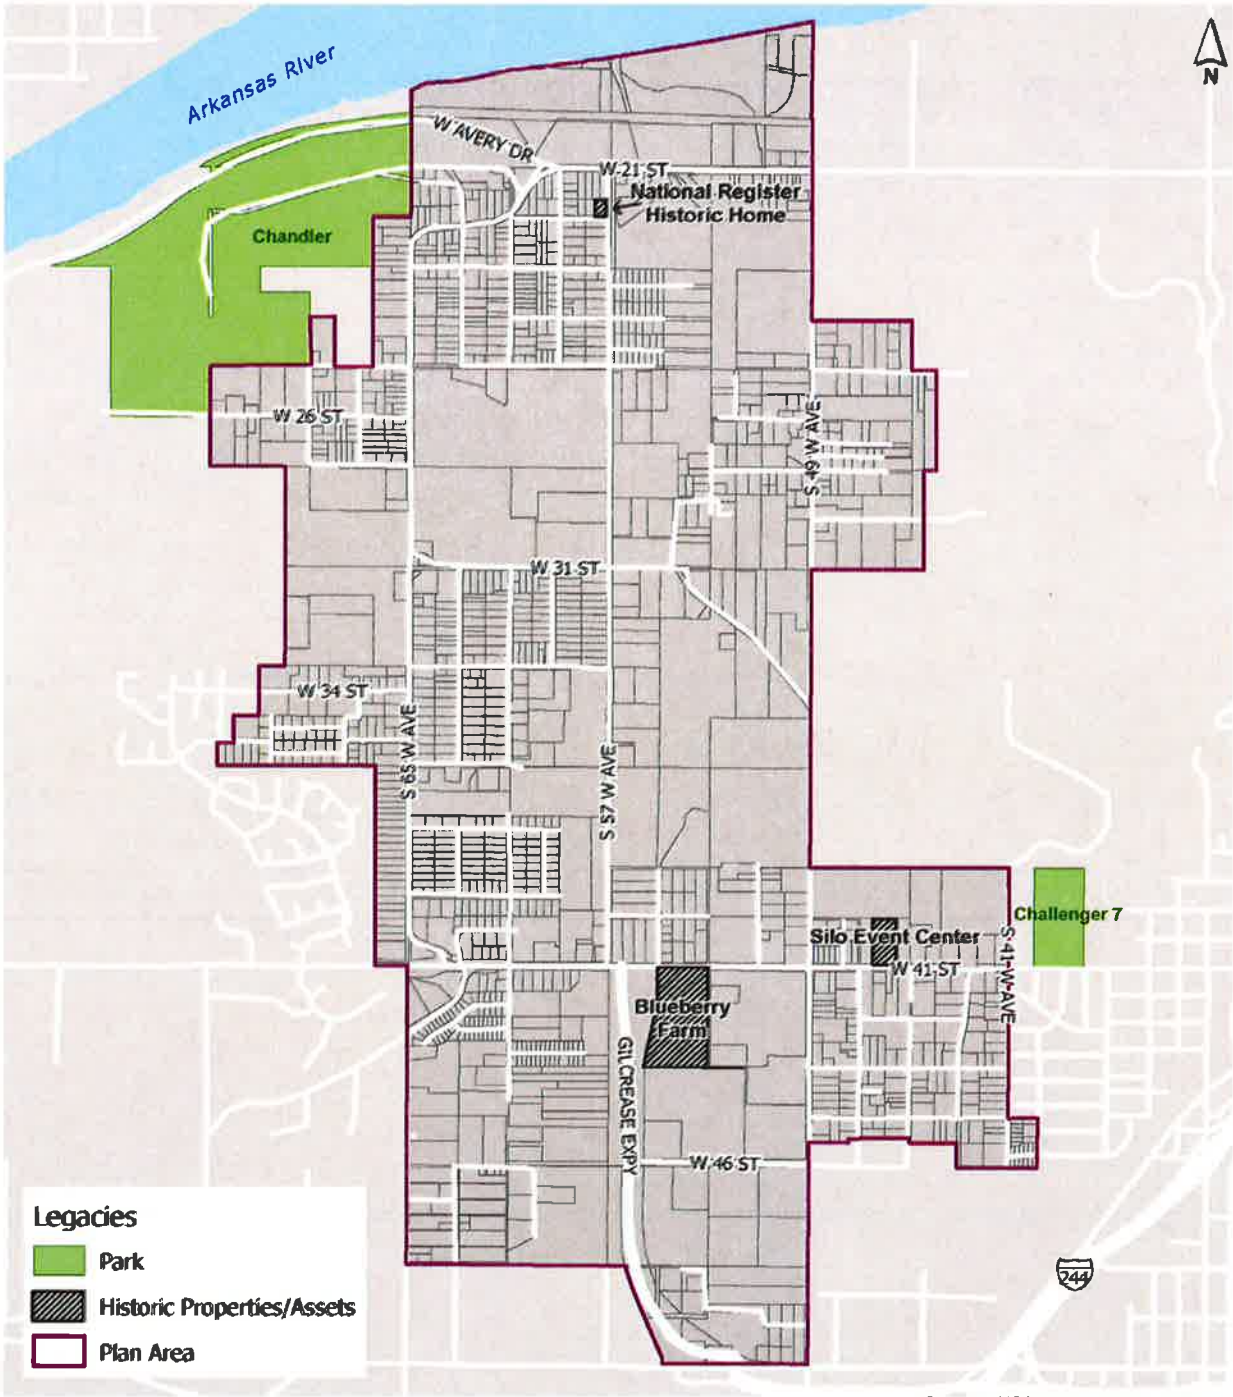 Arkansas River
N
W AVERY DR
W 21 ST
National Register
Historic Home
Chandler
W 26 ST
S 49 W AVE
W 31 ST
W 34 ST
S 65 W AVE
S 57 W AVE
Challenger 7
Silo Event Center
W 41 ST
S 41 W AVE
Blueberry
Farm
GILCREASE EXPY
W 46 ST
244
Legacies
Park
Historic Properties/Assets
Plan Area